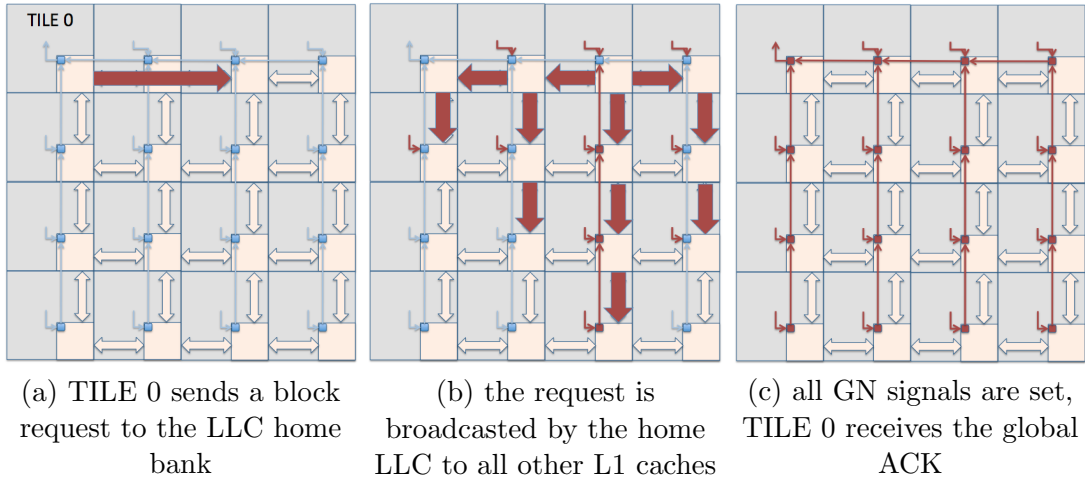 TILE 0
(a) TILE 0 sends a block
request to the LLC home
bank
(b) the request is
broadcasted by the home
LLC to all other L1 caches
(c) all GN signals are set,
TILE 0 receives the global
ACK